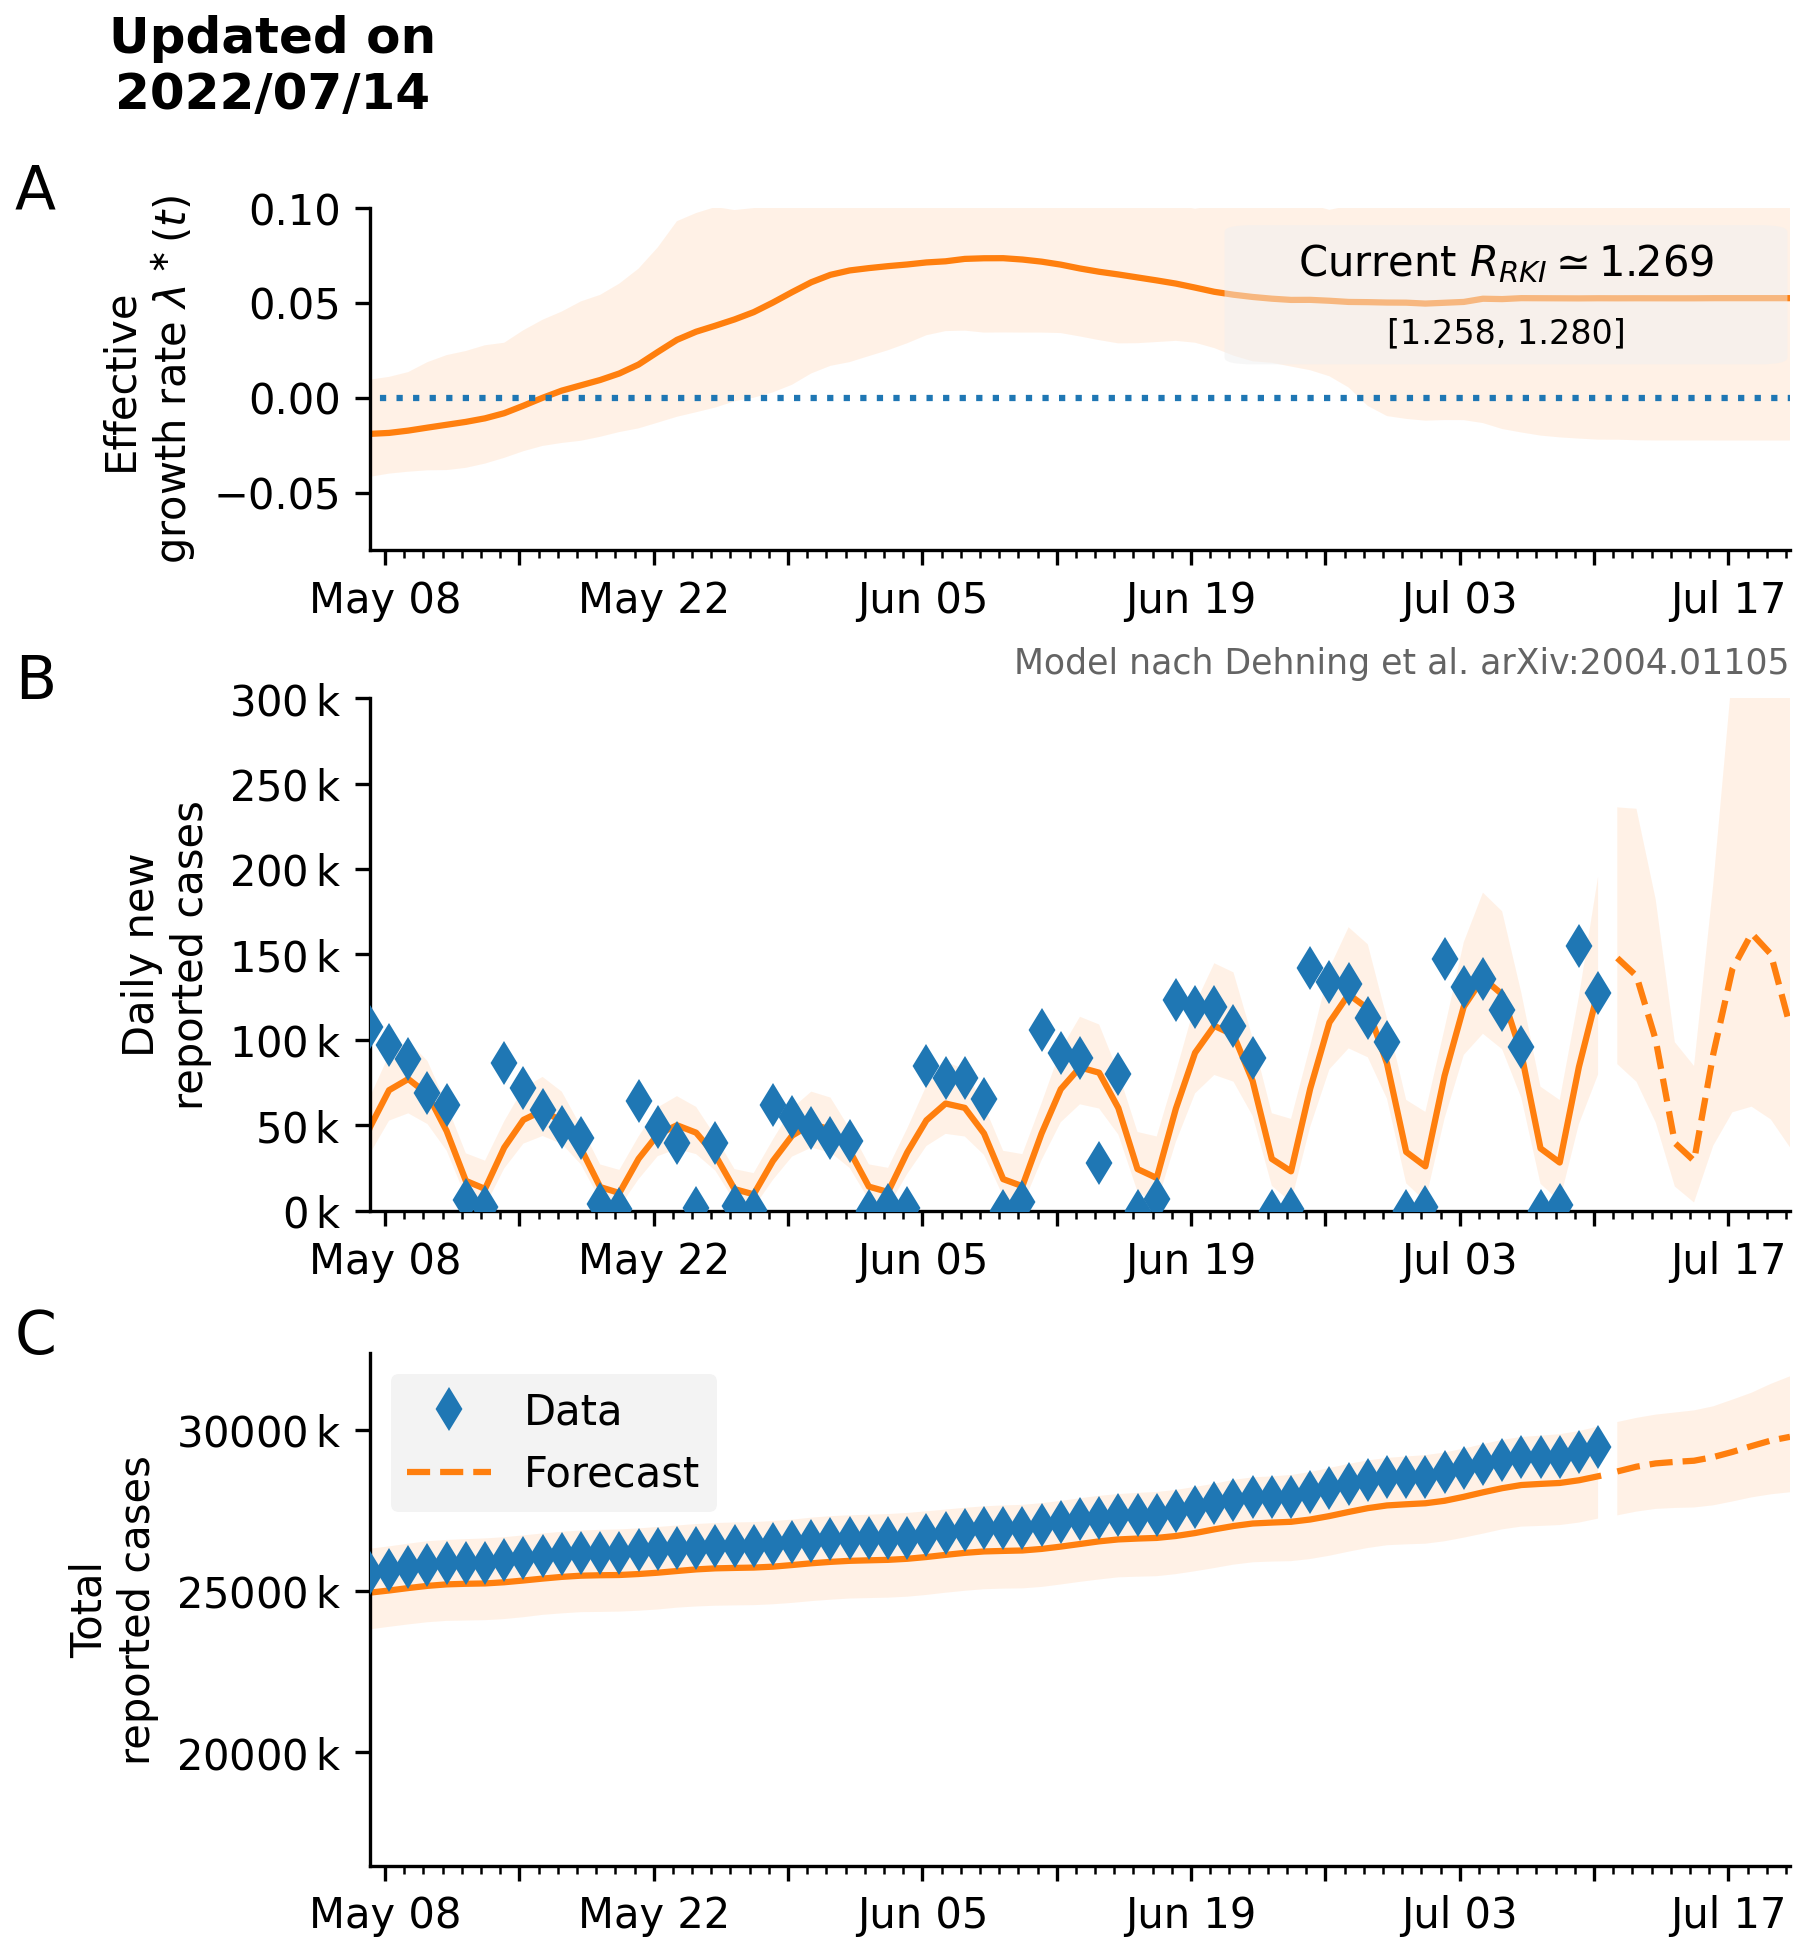 Updated on
2022/07/14
A
Effective
growth rate λ * (t)
0.10
0.05
0.00
−0.05
Current R_RKI ≃ 1.269
[1.258, 1.280]
May 08 May 22 Jun 05 Jun 19 Jul 03 Jul 17
Model nach Dehning et al. arXiv:2004.01105
B
Daily new
reported cases
300 k
250 k
200 k
150 k
100 k
50 k
0 k
May 08 May 22 Jun 05 Jun 19 Jul 03 Jul 17
C
Total
reported cases
30000 k
25000 k
20000 k
Data
Forecast
May 08 May 22 Jun 05 Jun 19 Jul 03 Jul 17